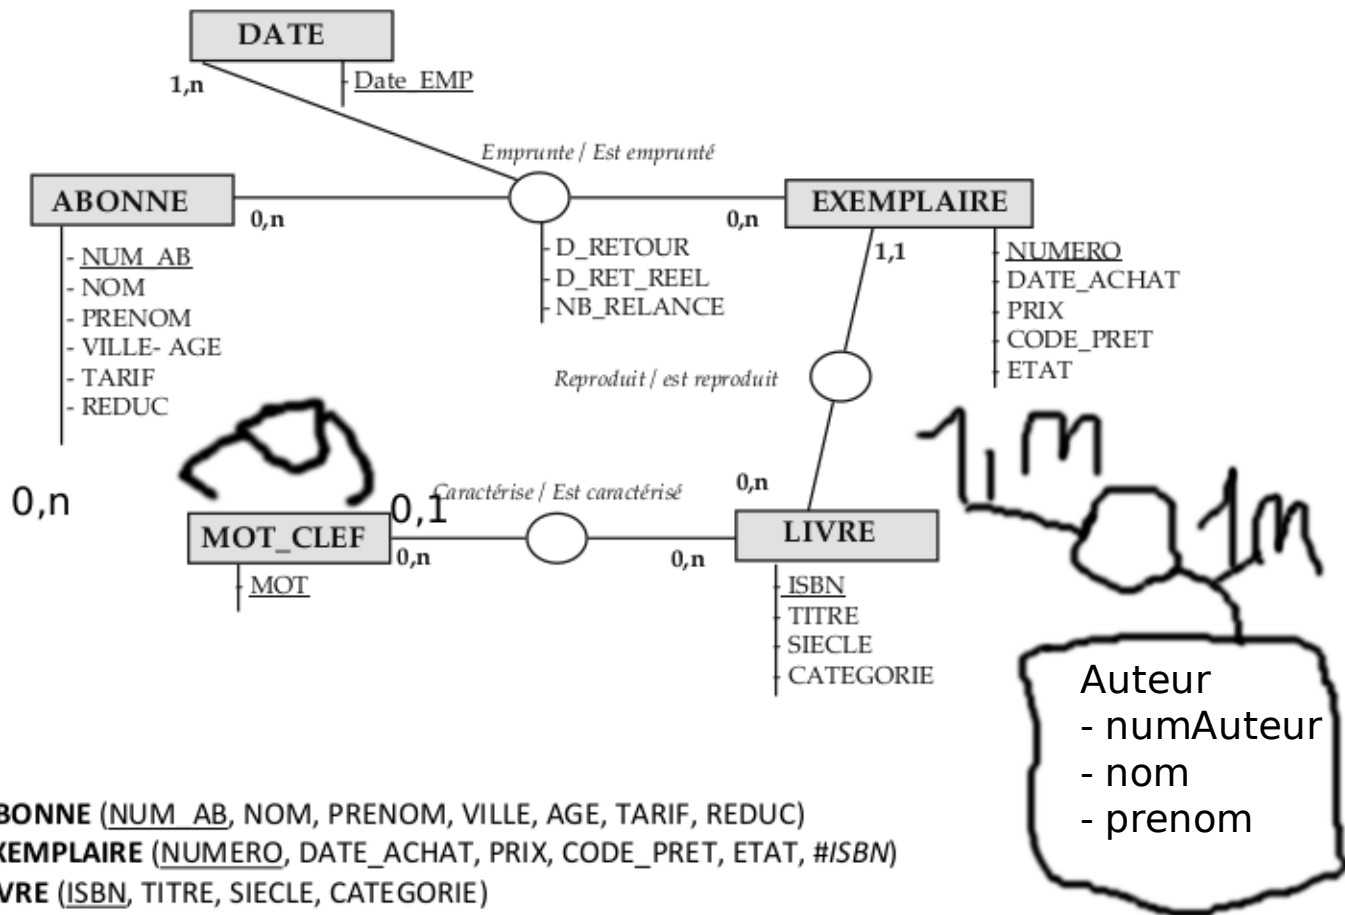 DATE
1,n
Date_EMP
Emprunte / Est emprunté
ABONNE
0,n
0,n
EXEMPLAIRE
- NUM_AB
- NOM
- PRENOM
- VILLE- AGE
- TARIF
- REDUC
- D_RETOUR
- D_RET_REEL
- NB_RELANCE
1,1
- NUMERO
- DATE_ACHAT
- PRIX
- CODE_PRET
- ETAT
Reproduit / est reproduit
1,n
1n
0,n
0,1
Caractérise / Est caractérisé
0,n
MOT_CLEF
0,n
0,n
LIVRE
- MOT
- ISBN
- TITRE
- SIECLE
- CATEGORIE
Auteur
- numAuteur
- nom
- prenom
BONNE (NUM_AB, NOM, PRENOM, VILLE, AGE, TARIF, REDUC)
XEMPLAIRE (NUMERO, DATE_ACHAT, PRIX, CODE_PRET, ETAT, #ISBN)
VRE (ISBN, TITRE, SIECLE, CATEGORIE)